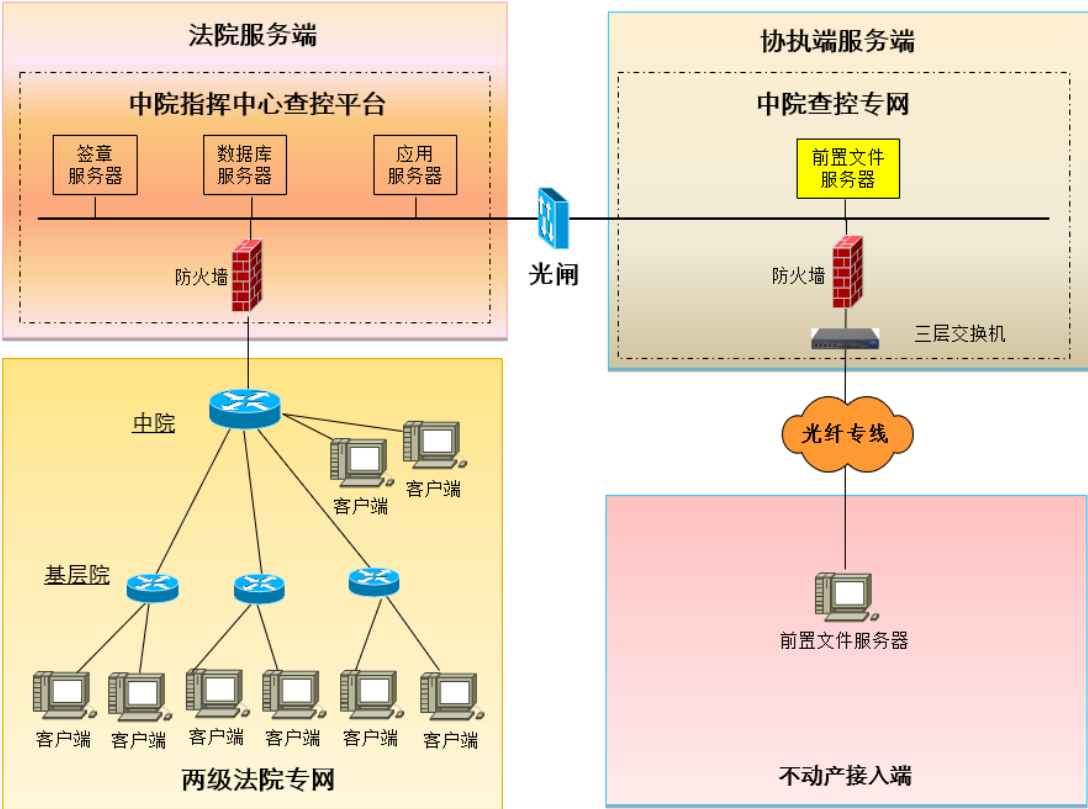 法院服务端
中院指挥中心查控平台
签章
服务器
数据库
服务器
应用
服务器
防火墙
光闸
协执端服务端
中院查控专网
前置文件
服务器
防火墙
三层交换机
光纤专线
中院
客户端
客户端
基层院
客户端
客户端
客户端
客户端
客户端
客户端
两级法院专网
前置文件服务器
不动产接入端